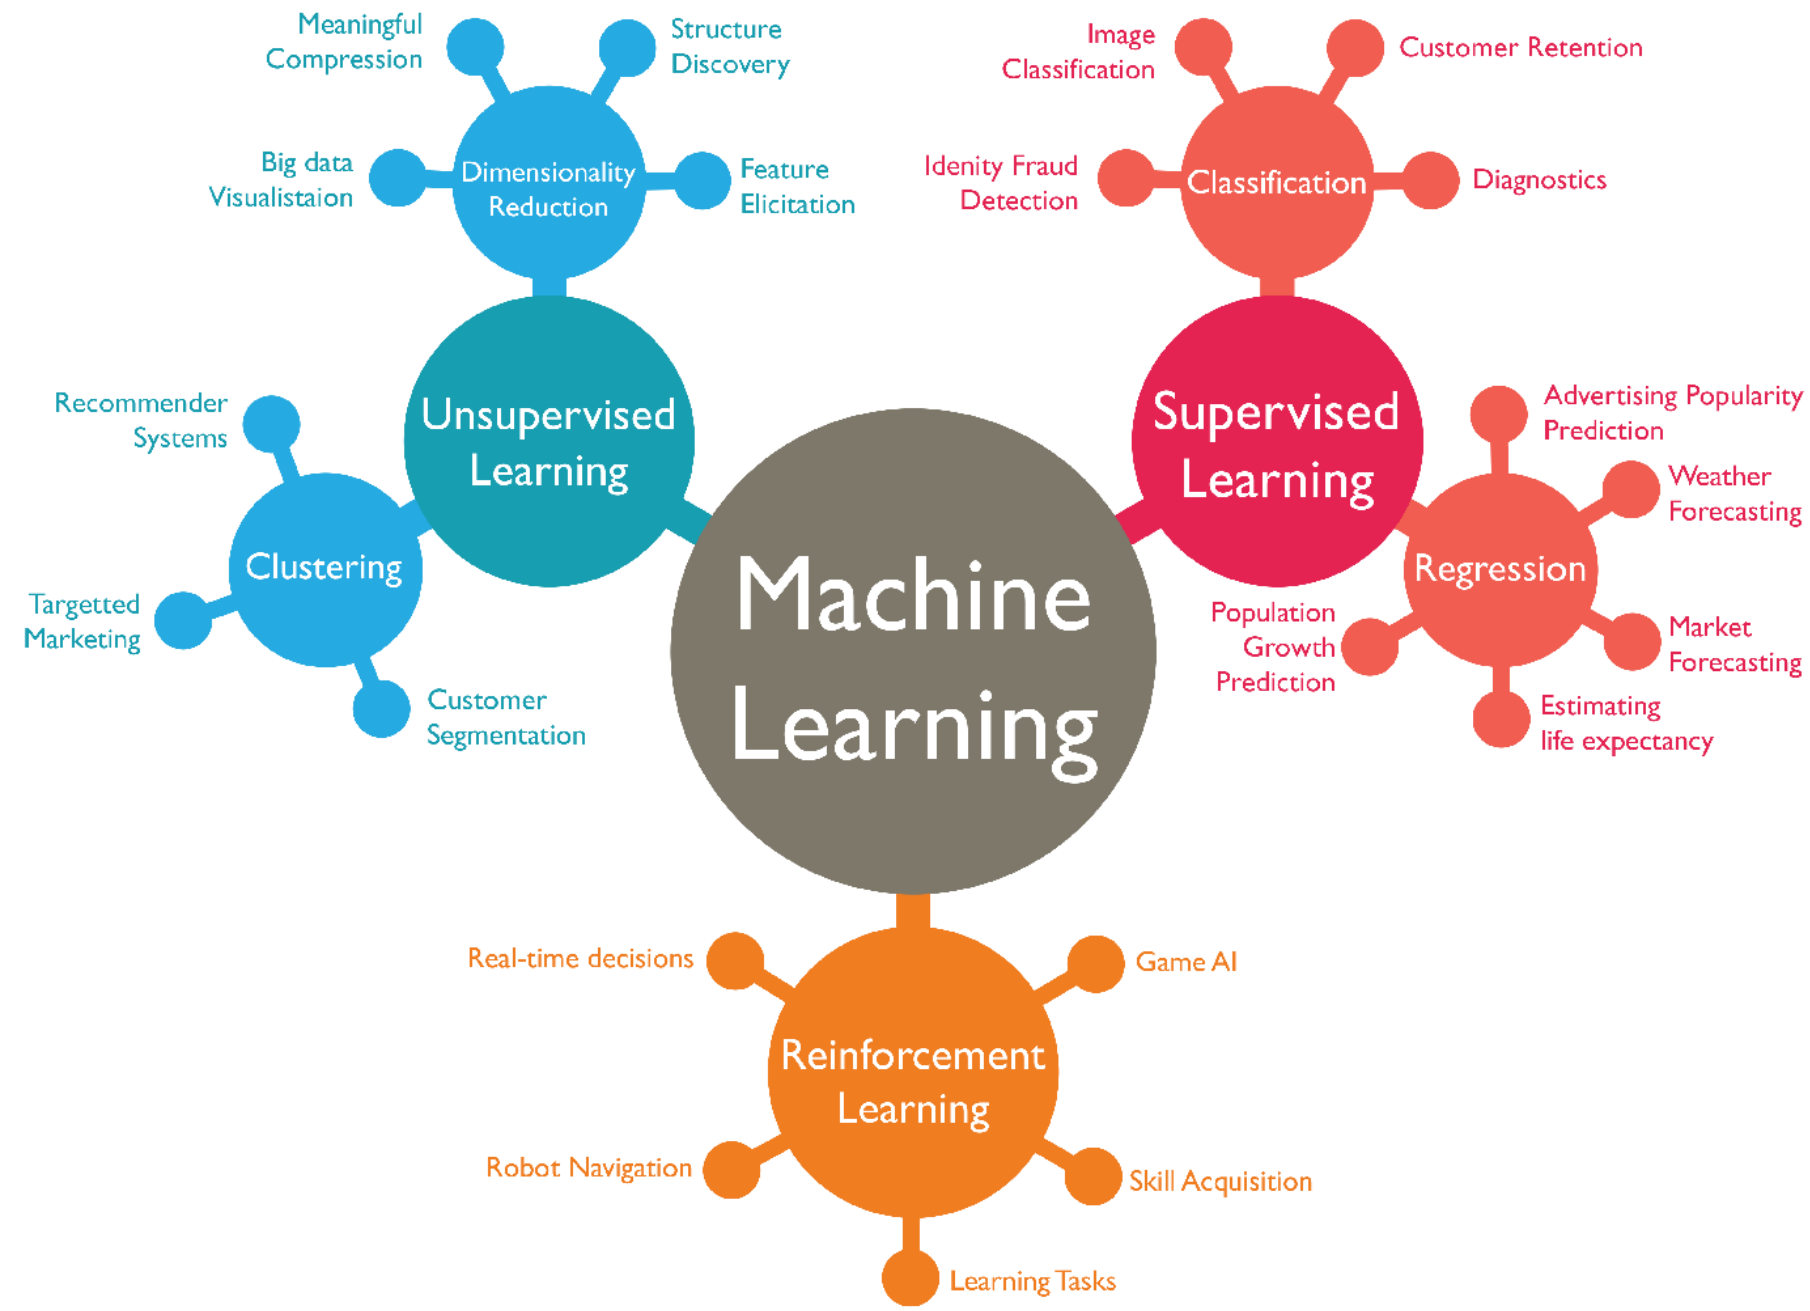 Meaningful
Compression
Structure
Discovery
Big data
Visualistaion
Dimensionality
Reduction
Feature
Elicitation
Image
Classification
Customer Retention
Idenity Fraud
Detection
Classification
Diagnostics
Unsupervised
Learning
Recommender
Systems
Clustering
Targetted
Marketing
Customer
Segmentation
Supervised
Learning
Advertising Popularity
Prediction
Weather
Forecasting
Regression
Population
Growth
Prediction
Market
Forecasting
Estimating
life expectancy
Machine
Learning
Real-time decisions
Game AI
Reinforcement
Learning
Robot Navigation
Skill Acquisition
Learning Tasks